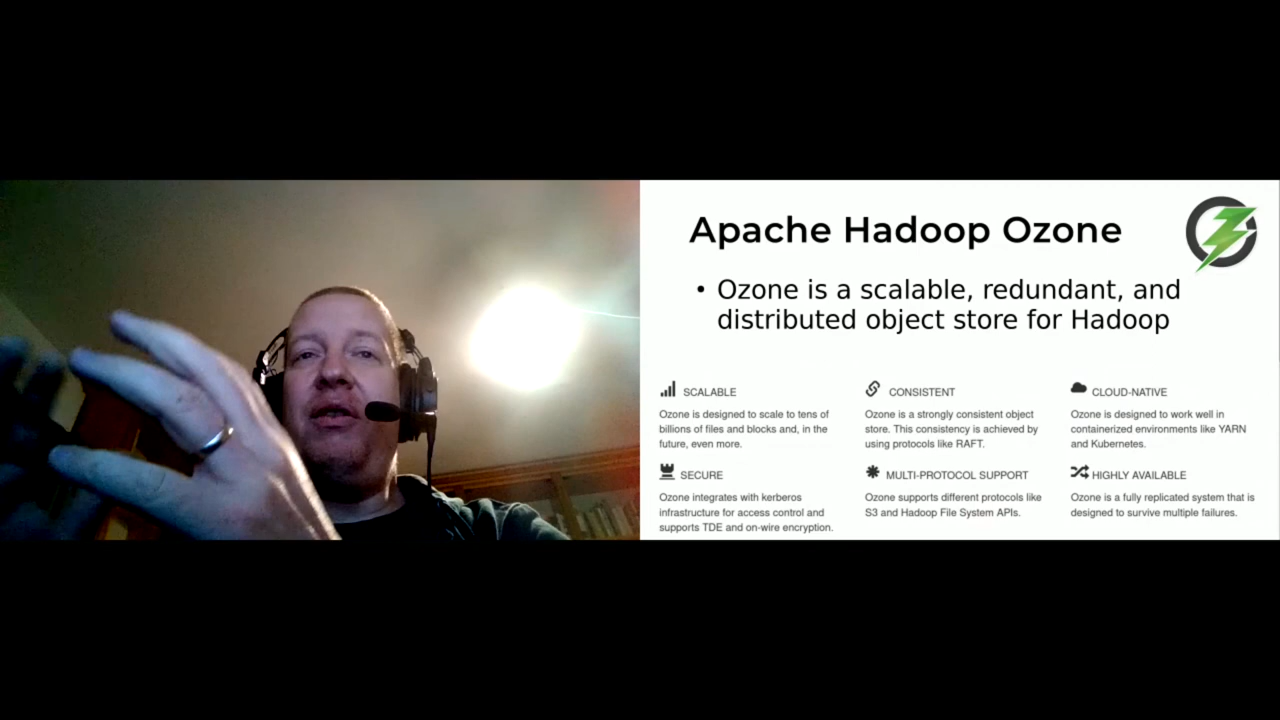 Apache Hadoop Ozone
• Ozone is a scalable, redundant, and
distributed object store for Hadoop
SCALABLE
Ozone is designed to scale to tens of
billions of files and blocks and, in the
future, even more.
CONSISTENT
Ozone is a strongly consistent object
store. This consistency is achieved by
using protocols like RAFT.
CLOUD-NATIVE
Ozone is designed to work well in
containerized environments like YARN
and Kubernetes.
SECURE
Ozone integrates with kerberos
infrastructure for access control and
supports TDE and on-wire encryption.
MULTI-PROTOCOL SUPPORT
Ozone supports different protocols like
S3 and Hadoop File System APIs.
HIGHLY AVAILABLE
Ozone is a fully replicated system that is
designed to survive multiple failures.